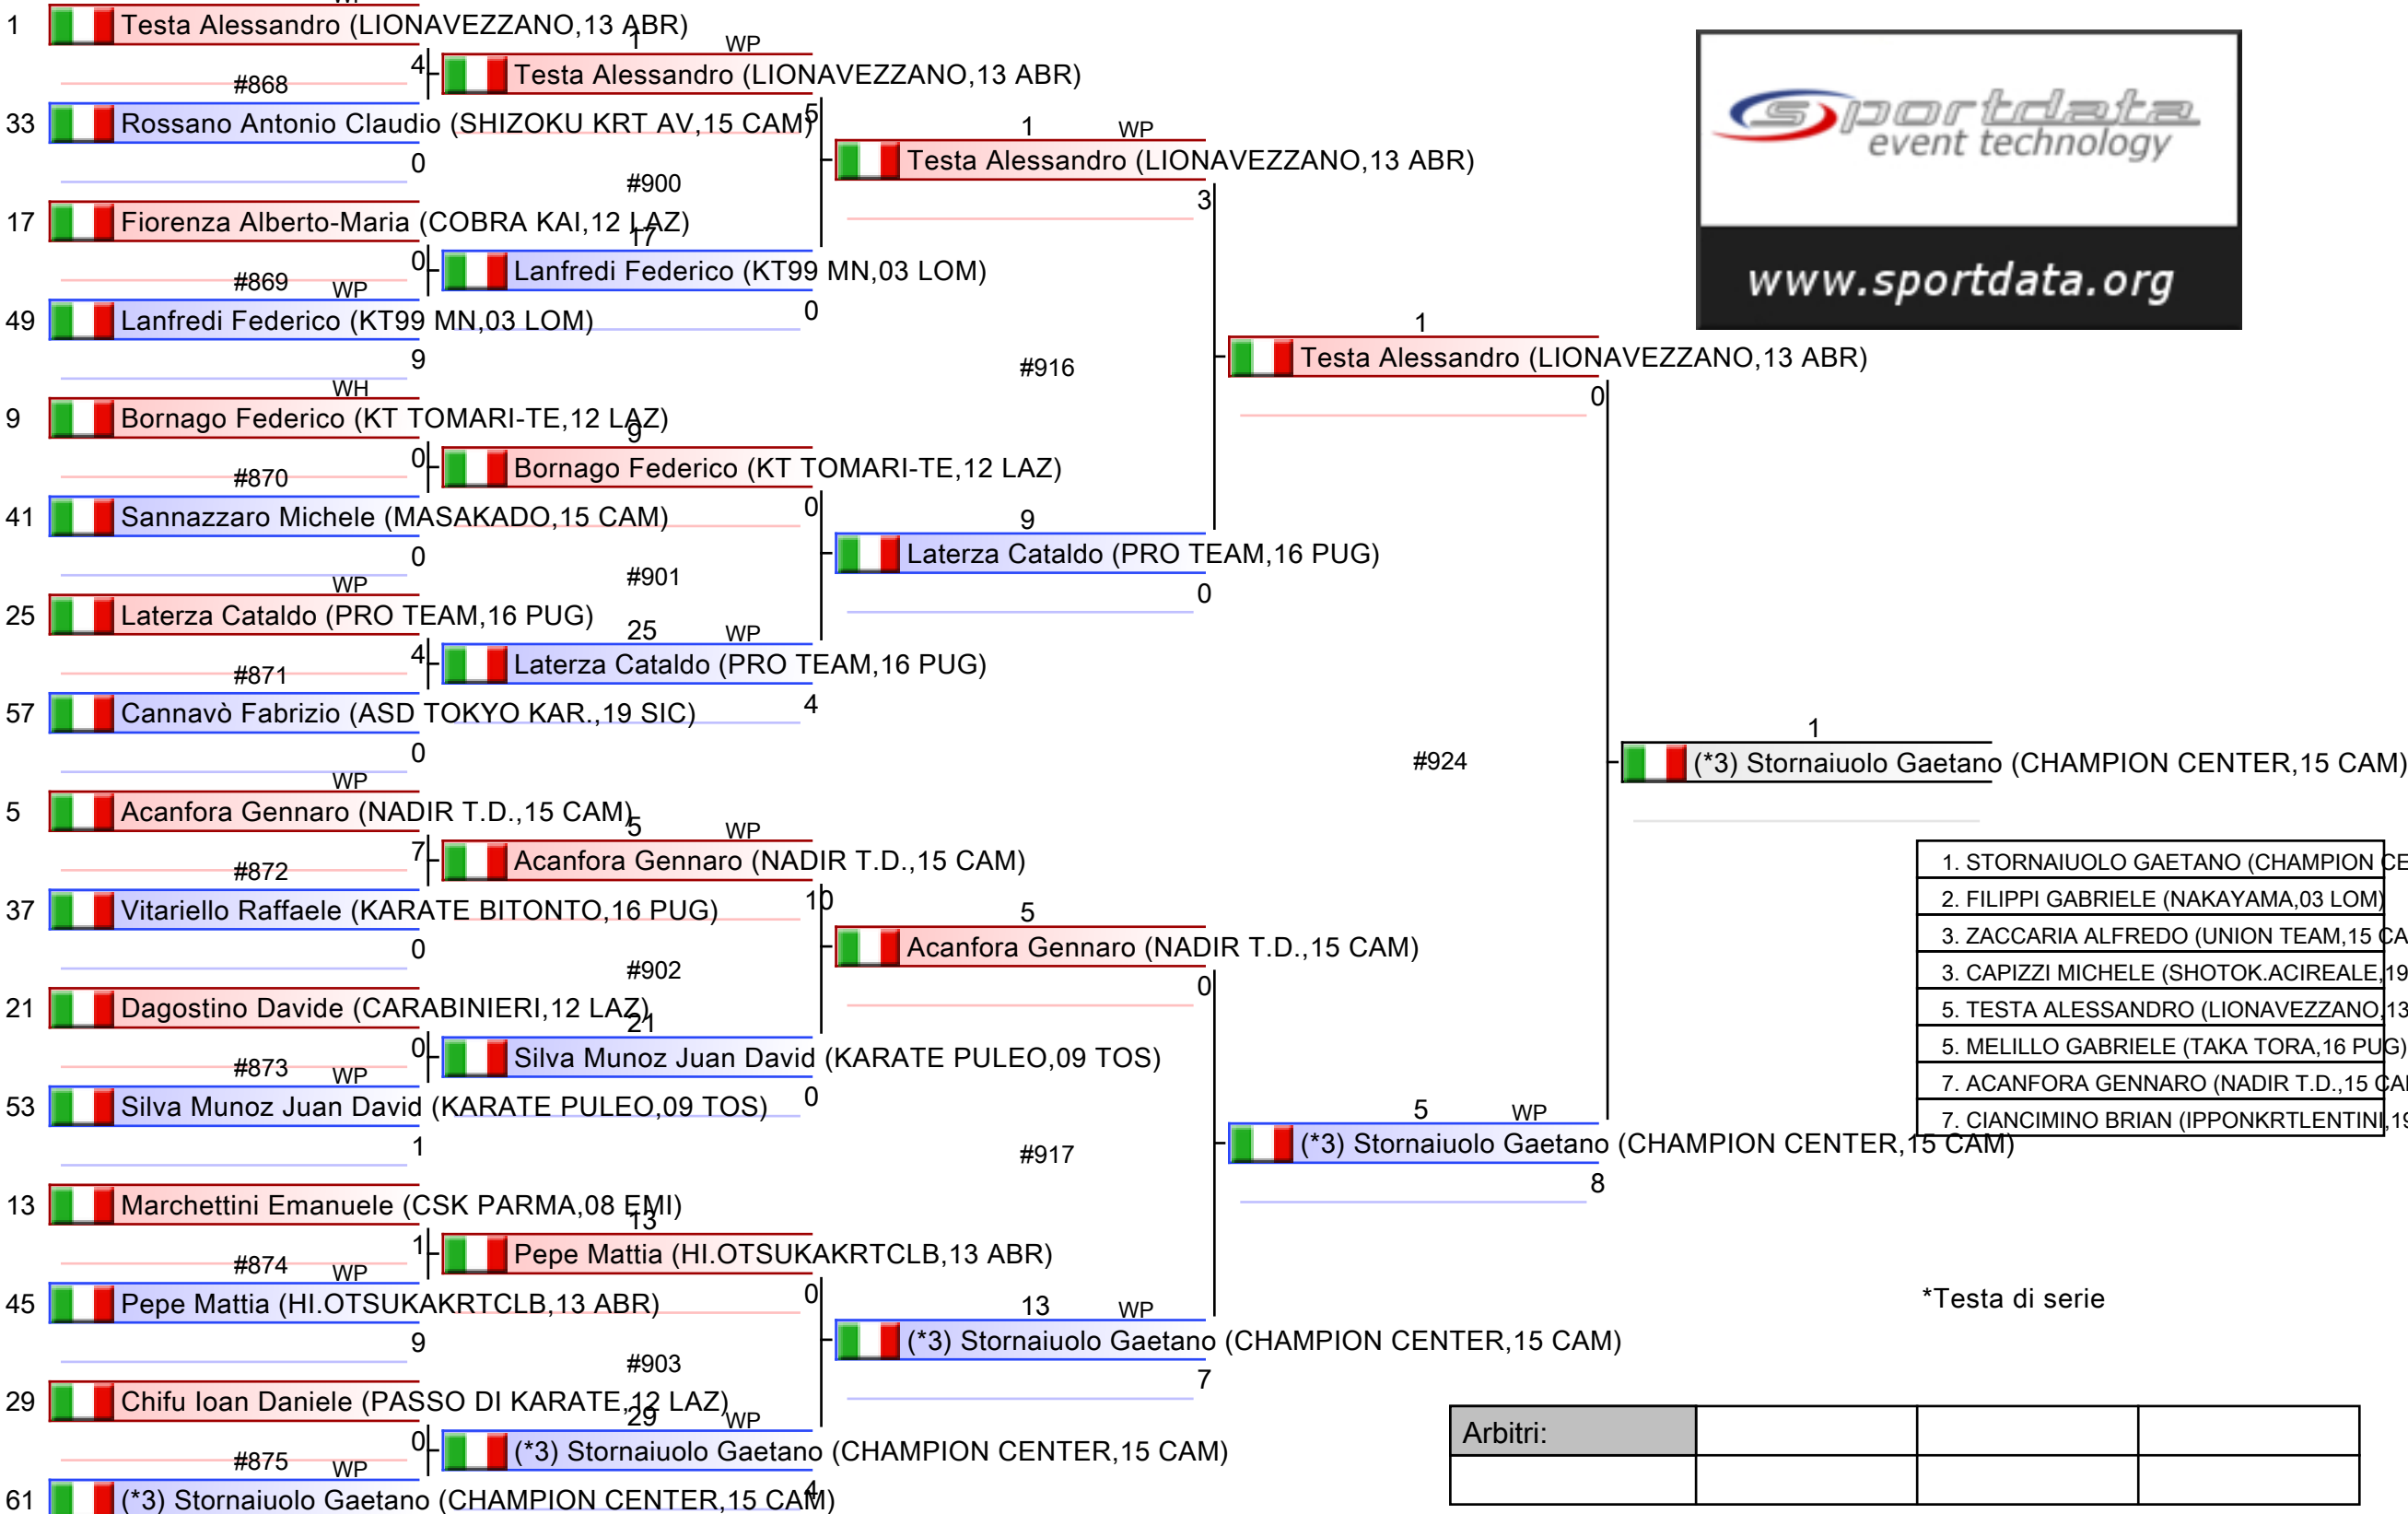 WP
1 Testa Alessandro (LIONAVEZZANO,13 ABR)
4
#868
33 Rossano Antonio Claudio (SHIZOKU KRT AV,15 CAM)
0
17 Fiorenza Alberto-Maria (COBRA KAI,12 LAZ)
0
#869 WP
49 Lanfredi Federico (KT99 MN,03 LOM)
9
WH
9 Bornago Federico (KT TOMARI-TE,12 LAZ)
0
#870
41 Sannazzaro Michele (MASAKADO,15 CAM)
0
WP
25 Laterza Cataldo (PRO TEAM,16 PUG)
4
#871
57 Cannavò Fabrizio (ASD TOKYO KAR.,19 SIC)
0
WP
5 Acanfora Gennaro (NADIR T.D.,15 CAM)
7
#872
37 Vitariello Raffaele (KARATE BITONTO,16 PUG)
0
21 Dagostino Davide (CARABINIERI,12 LAZ)
0
#873 WP
53 Silva Munoz Juan David (KARATE PULEO,09 TOS)
1
13 Marchettini Emanuele (CSK PARMA,08 EMI)
1
#874 WP
45 Pepe Mattia (HI.OTSUKAKRTCLB,13 ABR)
9
29 Chifu Ioan Daniele (PASSO DI KARATE,12 LAZ)
0
#875 WP
61 (*3) Stornaiuolo Gaetano (CHAMPION CENTER,15 CAM)
1 WP
Testa Alessandro (LIONAVEZZANO,13 ABR)
5
#900
17
Lanfredi Federico (KT99 MN,03 LOM)
0
9
Bornago Federico (KT TOMARI-TE,12 LAZ)
0
#901
25 WP
Laterza Cataldo (PRO TEAM,16 PUG)
4
5 WP
Acanfora Gennaro (NADIR T.D.,15 CAM)
10
#902
21
Silva Munoz Juan David (KARATE PULEO,09 TOS)
0
13
Pepe Mattia (HI.OTSUKAKRTCLB,13 ABR)
0
#903
29 WP
(*3) Stornaiuolo Gaetano (CHAMPION CENTER,15 CAM)
4
1 WP
Testa Alessandro (LIONAVEZZANO,13 ABR)
3
#916
9
Laterza Cataldo (PRO TEAM,16 PUG)
0
5
Acanfora Gennaro (NADIR T.D.,15 CAM)
0
#917
13 WP
(*3) Stornaiuolo Gaetano (CHAMPION CENTER,15 CAM)
7
1
Testa Alessandro (LIONAVEZZANO,13 ABR)
0
#924
5 WP
(*3) Stornaiuolo Gaetano (CHAMPION CENTER,15 CAM)
8
1
(*3) Stornaiuolo Gaetano (CHAMPION CENTER,15 CAM)
sportdata
event technology
www.sportdata.org
1. STORNAIUOLO GAETANO (CHAMPION CE
2. FILIPPI GABRIELE (NAKAYAMA,03 LOM)
3. ZACCARIA ALFREDO (UNION TEAM,15 CA
3. CAPIZZI MICHELE (SHOTOK.ACIREALE,19
5. TESTA ALESSANDRO (LIONAVEZZANO,13
5. MELILLO GABRIELE (TAKA TORA,16 PUG)
7. ACANFORA GENNARO (NADIR T.D.,15 CA
7. CIANCIMINO BRIAN (IPPONKRTLENTINI,19
*Testa di serie
Arbitri: